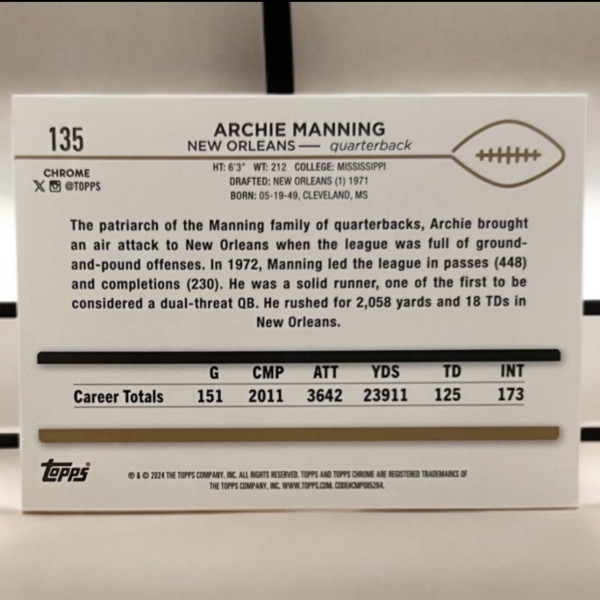 135
ARCHIE MANNING
NEW ORLEANS — quarterback
CHROME
X @TOPPS
HT: 6'3" WT: 212 COLLEGE: MISSISSIPPI
DRAFTED: NEW ORLEANS (1) 1971
BORN: 05-19-49, CLEVELAND, MS
The patriarch of the Manning family of quarterbacks, Archie brought
an air attack to New Orleans when the league was full of ground-
and-pound offenses. In 1972, Manning led the league in passes (448)
and completions (230). He was a solid runner, one of the first to be
considered a dual-threat QB. He rushed for 2,058 yards and 18 TDs in
New Orleans.
G CMP ATT YDS TD INT
Career Totals 151 2011 3642 23911 125 173
topps®
® & © 2024 THE TOPPS COMPANY, INC. ALL RIGHTS RESERVED. TOPPS AND TOPPS CHROME ARE REGISTERED TRADEMARKS OF
THE TOPPS COMPANY, INC. WWW.TOPPS.COM. CODE#CMP085264.